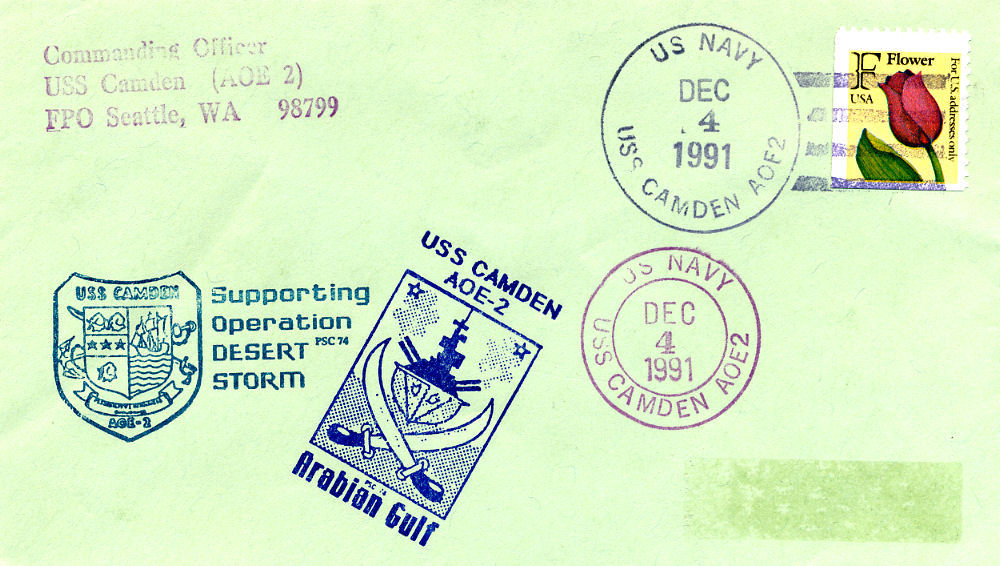 Commanding Officer
USS Camden (AOE 2)
FPO Seattle, WA 98799
US NAVY
DEC
4
1991
USS CAMDEN AOE2
F Flower
USA
For U.S. addresses only
USS CAMDEN
AOE-2
Supporting
Operation
DESERT PSC 74
STORM
USS CAMDEN
AOE-2
PSC 74
Arabian Gulf
US NAVY
DEC
4
1991
USS CAMDEN AOE2